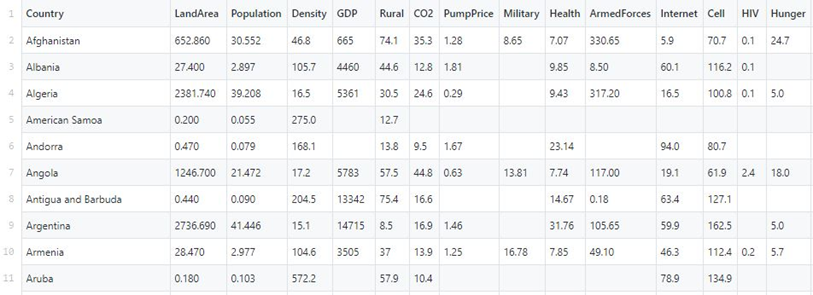 1 Country LandArea Population Density GDP Rural CO2 PumpPrice Military Health ArmedForces Internet Cell HIV Hunger
2 Afghanistan 652.860 30.552 46.8 665 74.1 35.3 1.28 8.65 7.07 330.65 5.9 70.7 0.1 24.7
3 Albania 27.400 2.897 105.7 4460 44.6 12.8 1.81 9.85 8.50 60.1 116.2 0.1
4 Algeria 2381.740 39.208 16.5 5361 30.5 24.6 0.29 9.43 317.20 16.5 100.8 0.1 5.0
5 American Samoa 0.200 0.055 275.0 12.7
6 Andorra 0.470 0.079 168.1 13.8 9.5 1.67 23.14 94.0 80.7
7 Angola 1246.700 21.472 17.2 5783 57.5 44.8 0.63 13.81 7.74 117.00 19.1 61.9 2.4 18.0
8 Antigua and Barbuda 0.440 0.090 204.5 13342 75.4 16.6 14.67 0.18 63.4 127.1
9 Argentina 2736.690 41.446 15.1 14715 8.5 16.9 1.46 31.76 105.65 59.9 162.5 5.0
10 Armenia 28.470 2.977 104.6 3505 37 13.9 1.25 16.78 7.85 49.10 46.3 112.4 0.2 5.7
11 Aruba 0.180 0.103 572.2 57.9 10.4 78.9 134.9